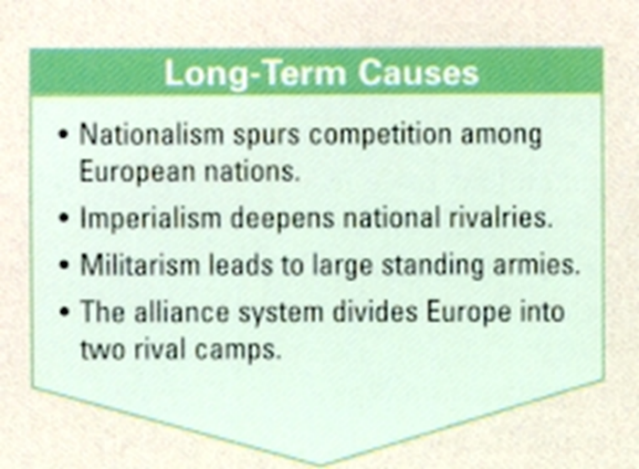 Long-Term Causes
• Nationalism spurs competition among
European nations.
• Imperialism deepens national rivalries.
• Militarism leads to large standing armies.
• The alliance system divides Europe into
two rival camps.